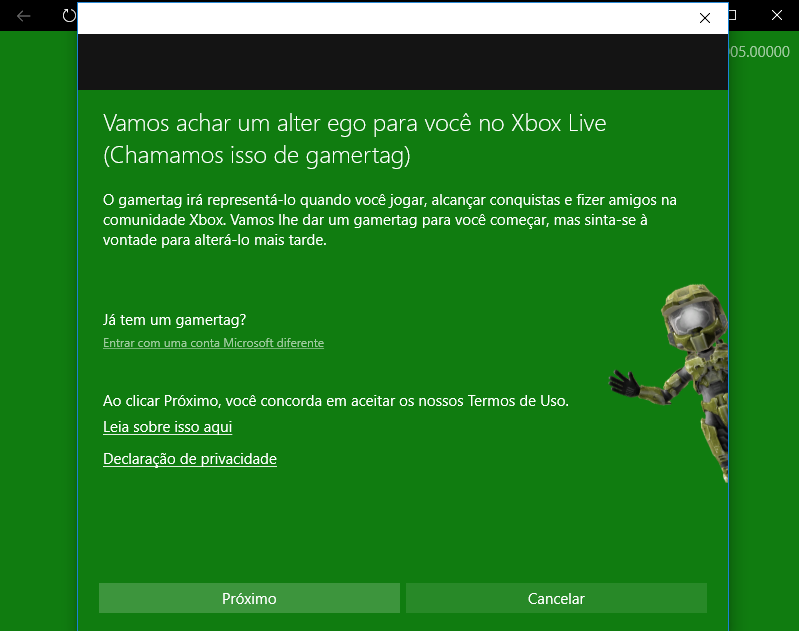 05.00000
Vamos achar um alter ego para você no Xbox Live
(Chamamos isso de gamertag)
O gamertag irá representá-lo quando você jogar, alcançar conquistas e fizer amigos na
comunidade Xbox. Vamos lhe dar um gamertag para você começar, mas sinta-se à
vontade para alterá-lo mais tarde.
Já tem um gamertag?
Entrar com uma conta Microsoft diferente
Ao clicar Próximo, você concorda em aceitar os nossos Termos de Uso.
Leia sobre isso aqui
Declaração de privacidade
Próximo
Cancelar